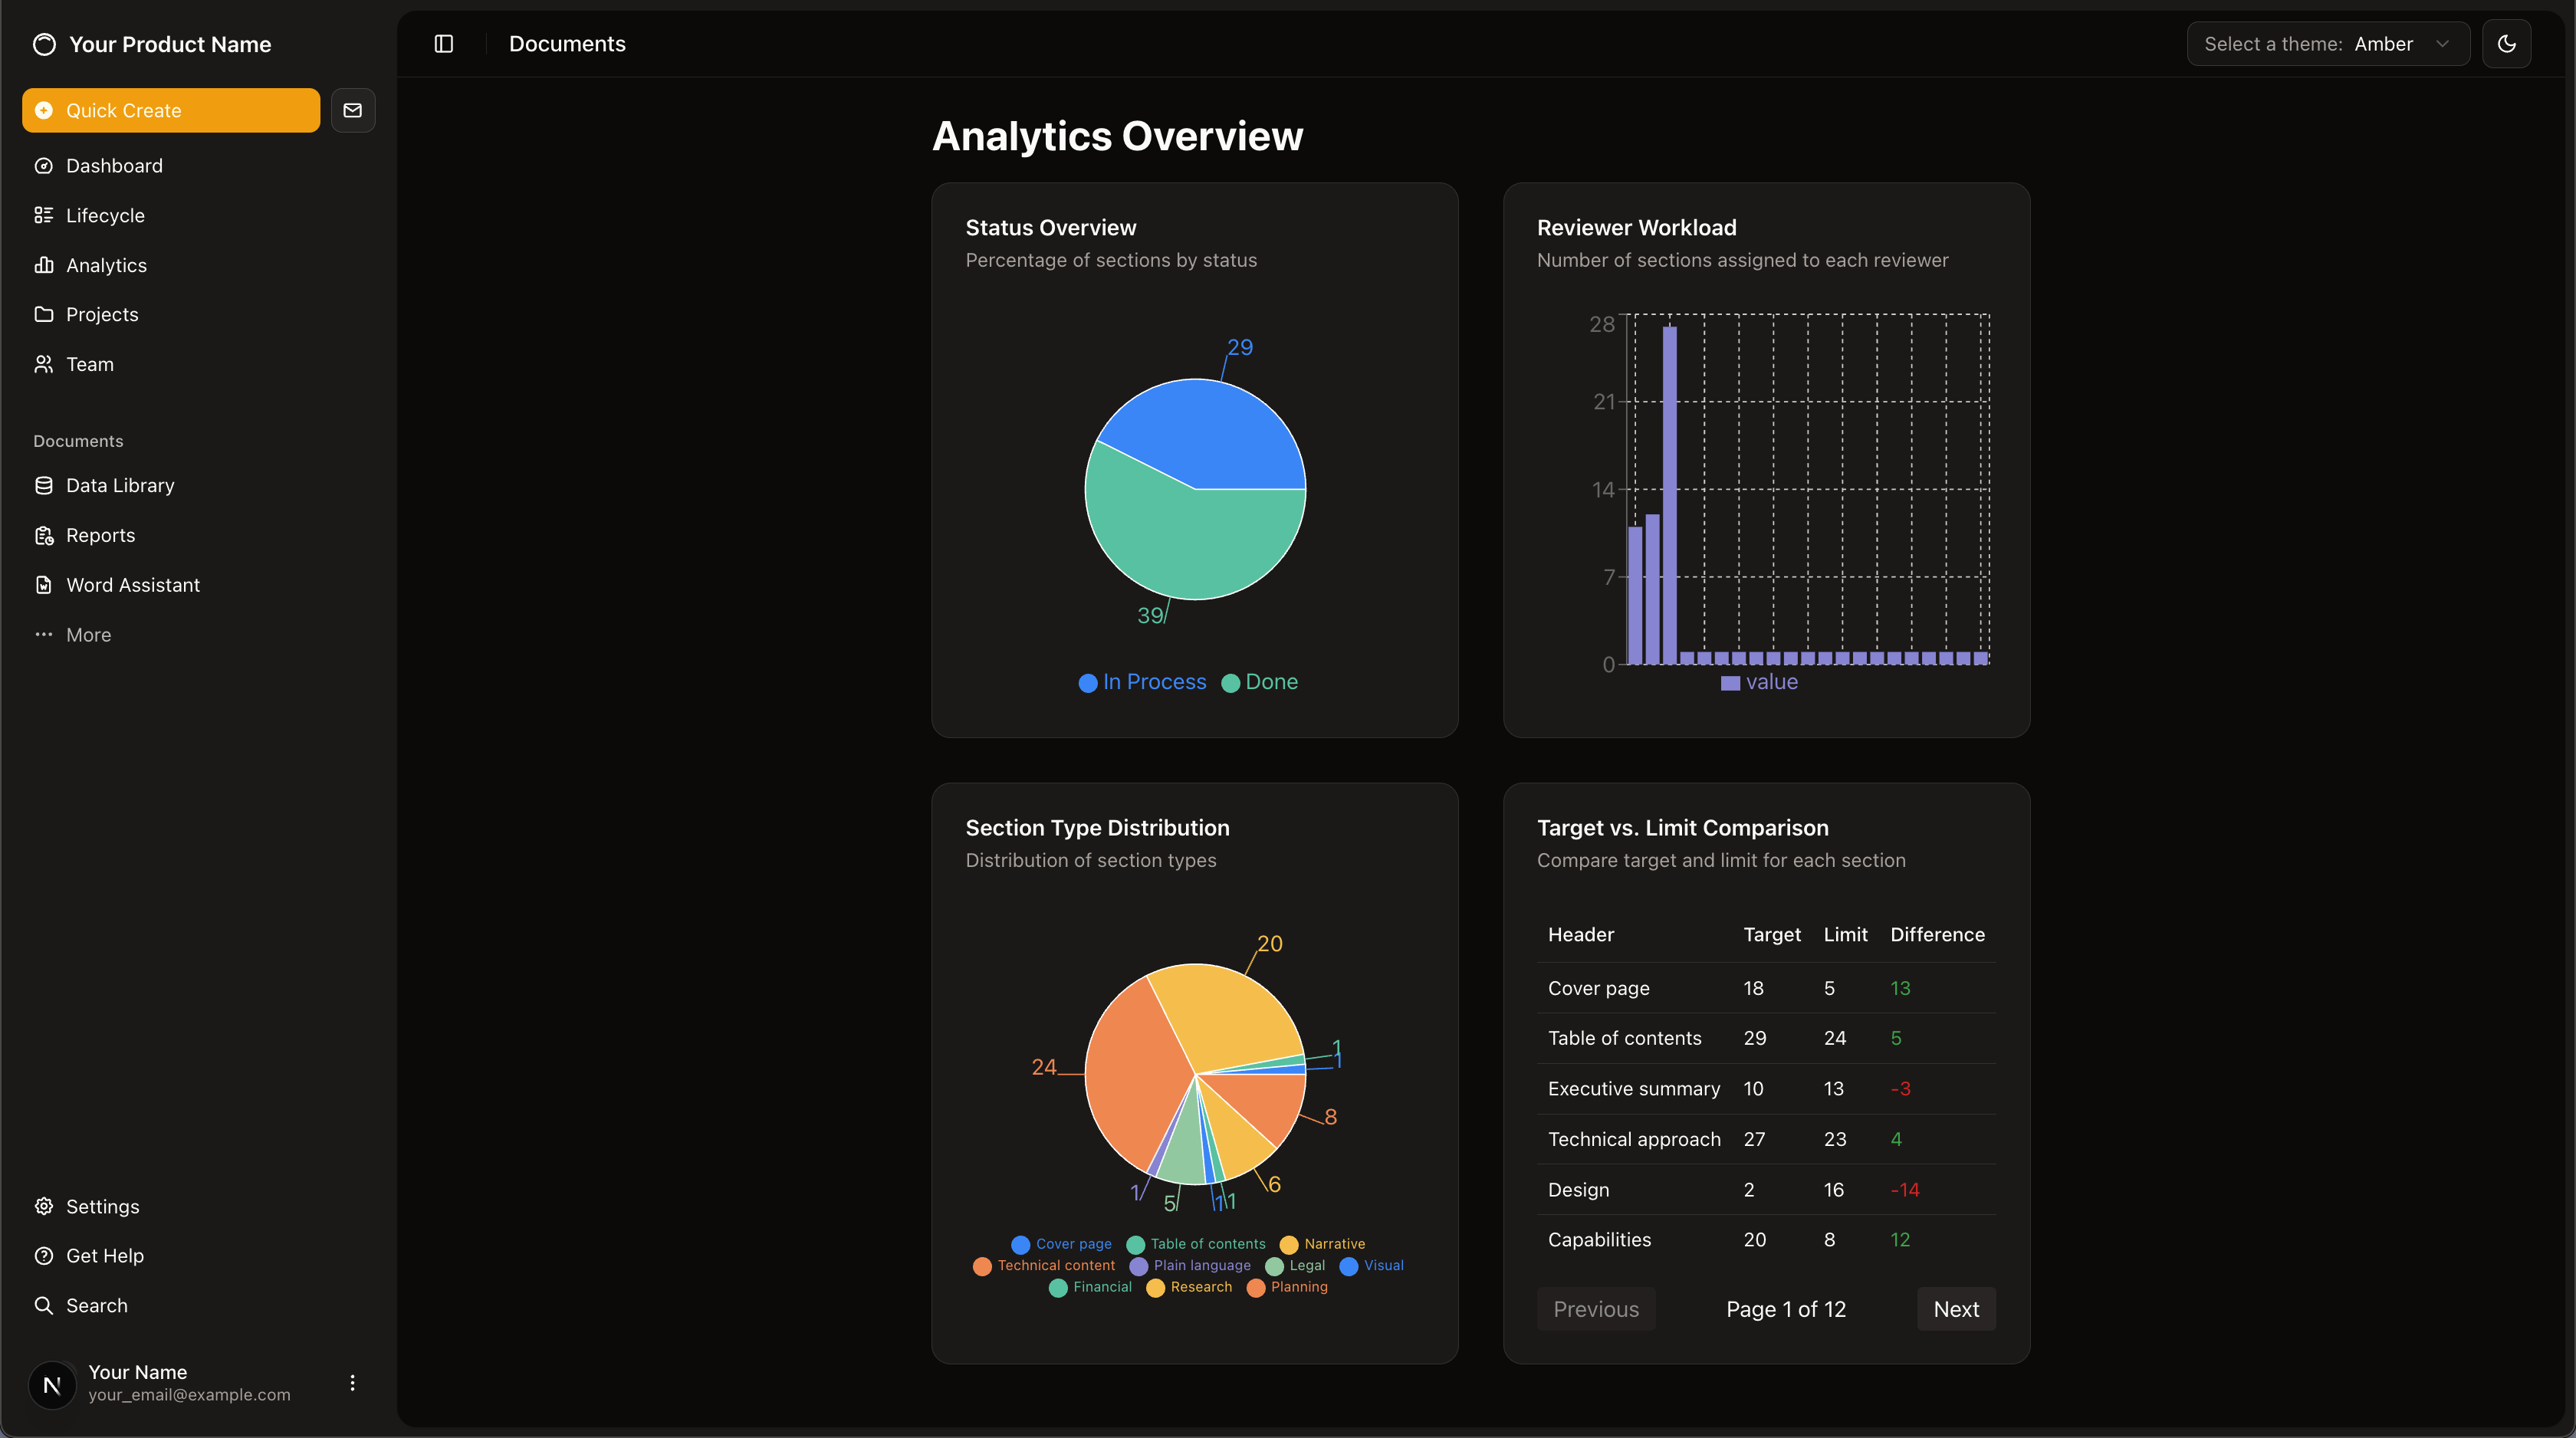 Your Product Name
Quick Create
Dashboard
Lifecycle
Analytics
Projects
Team
Documents
Data Library
Reports
Word Assistant
More
Settings
Get Help
Search
N
Your Name
your_email@example.com
Documents
Select a theme: Amber
Analytics Overview
Status Overview
Percentage of sections by status
29
39
In Process Done
Reviewer Workload
Number of sections assigned to each reviewer
28
21
14
7
0
value
Section Type Distribution
Distribution of section types
20
1
1
24
8
6
1
5
1
1
Cover page Table of contents Narrative
Technical content Plain language Legal Visual
Financial Research Planning
Target vs. Limit Comparison
Compare target and limit for each section
Header Target Limit Difference
Cover page 18 5 13
Table of contents 29 24 5
Executive summary 10 13 -3
Technical approach 27 23 4
Design 2 16 -14
Capabilities 20 8 12
Previous Page 1 of 12 Next